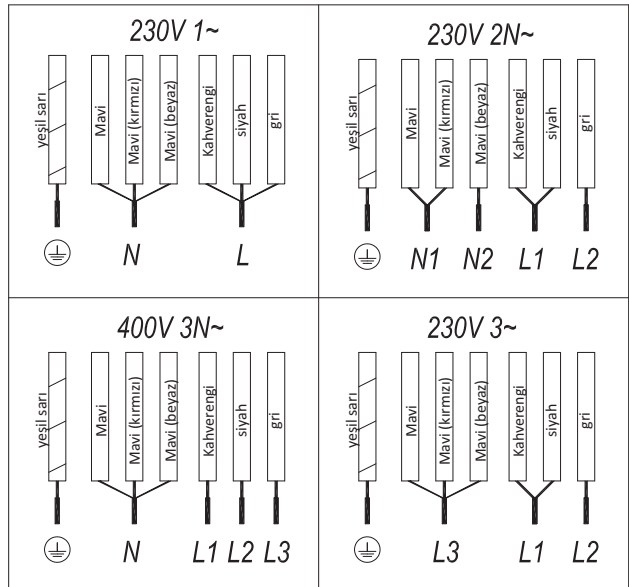 230V 1~
yeşil sarı
Mavi
Mavi (kırmızı)
Mavi (beyaz)
Kahverengi
siyah
gri
N L
230V 2N~
yeşil sarı
Mavi
Mavi (kırmızı)
Mavi (beyaz)
Kahverengi
siyah
gri
N1 N2 L1 L2
400V 3N~
yeşil sarı
Mavi
Mavi (kırmızı)
Mavi (beyaz)
Kahverengi
siyah
gri
N L1 L2 L3
230V 3~
yeşil sarı
Mavi
Mavi (kırmızı)
Mavi (beyaz)
Kahverengi
siyah
gri
L3 L1 L2